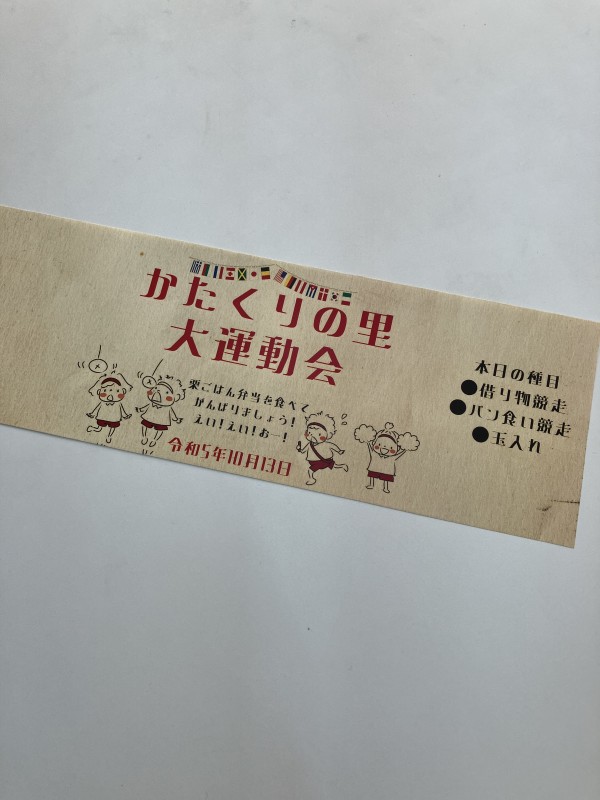 かたくりの里
大運動会
栗ごはん弁当を食べて
がんばりましょう!
えい!えい!おー!
令和5年10月13日
本日の種目
●借り物競走
●パン食い競走
●玉入れ